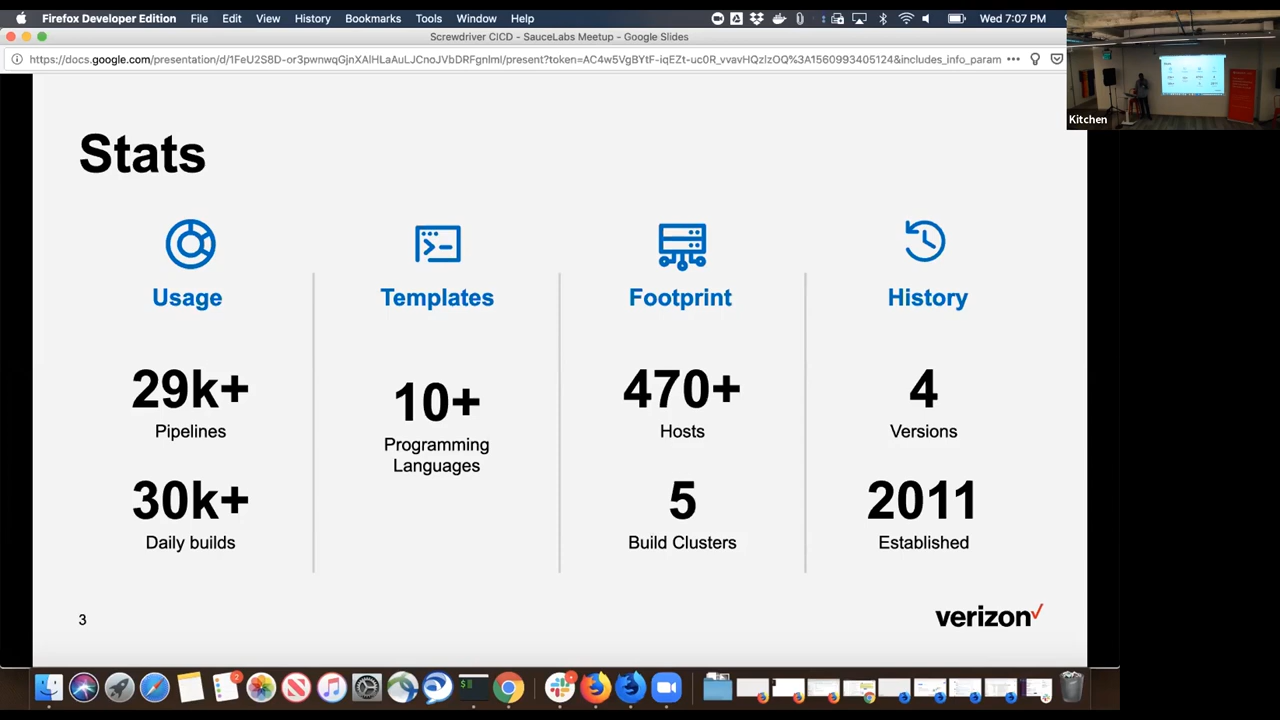 Firefox Developer Edition File Edit View History Bookmarks Tools Window Help Wed 7:07 PM
Screwdriver CICD - SauceLabs Meetup - Google Slides
Kitchen
Stats
Usage
Templates
Footprint
History
29k+
Pipelines
30k+
Daily builds
10+
Programming
Languages
470+
Hosts
5
Build Clusters
4
Versions
2011
Established
3
verizon✓
2